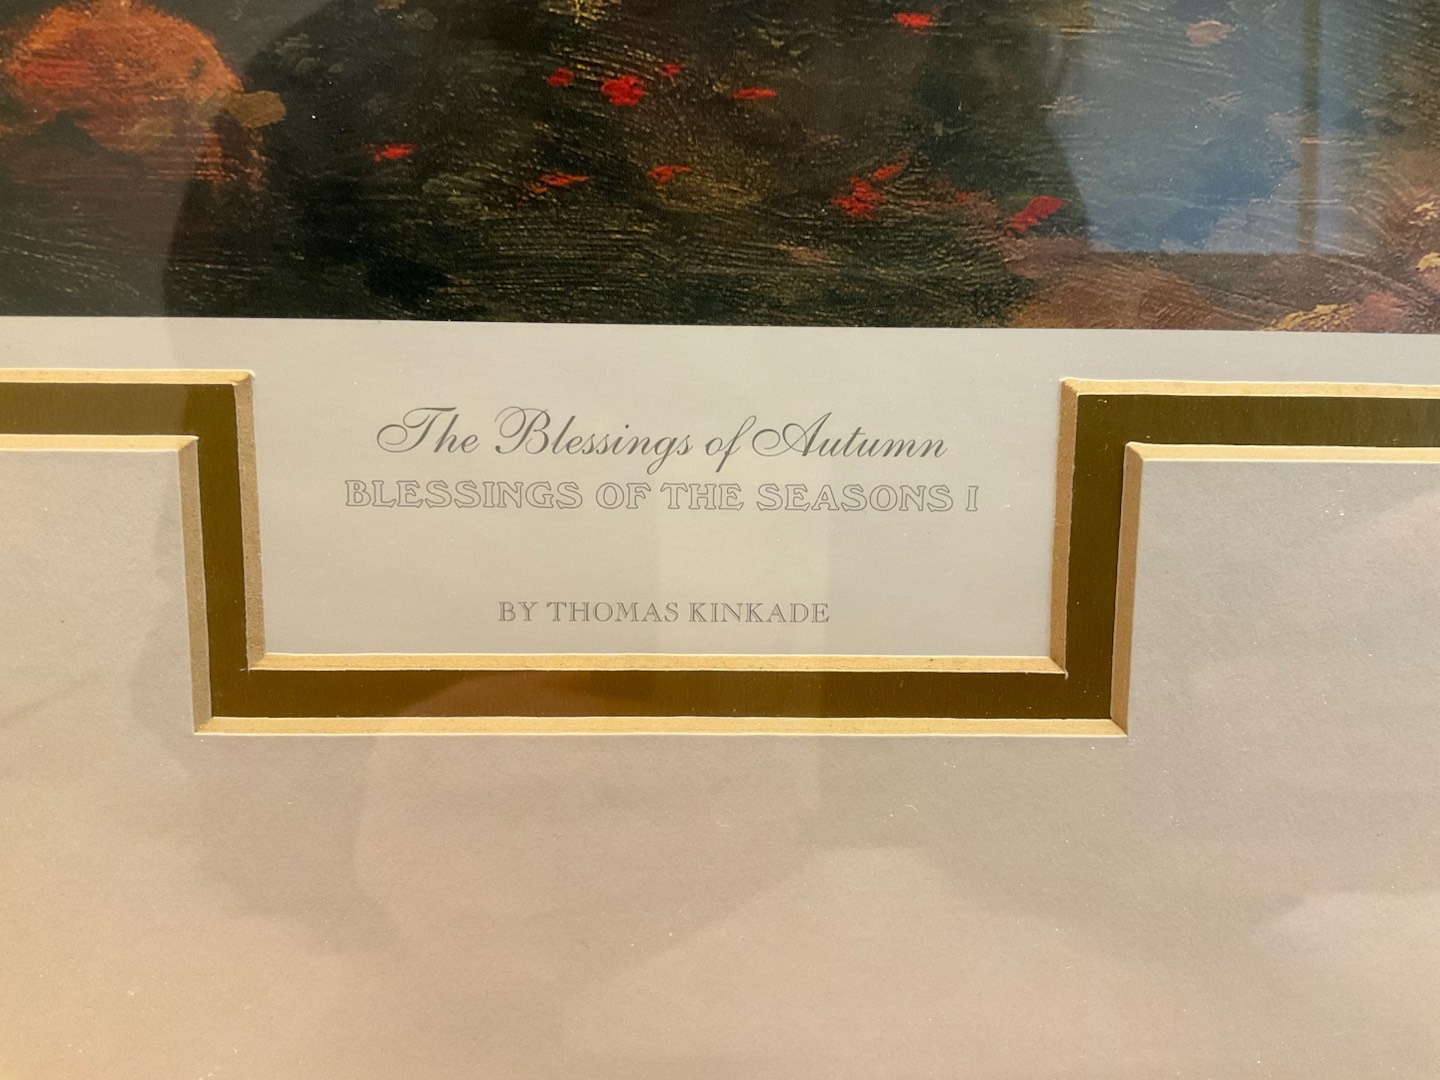 The Blessings of Autumn
BLESSINGS OF THE SEASONS I
BY THOMAS KINKADE